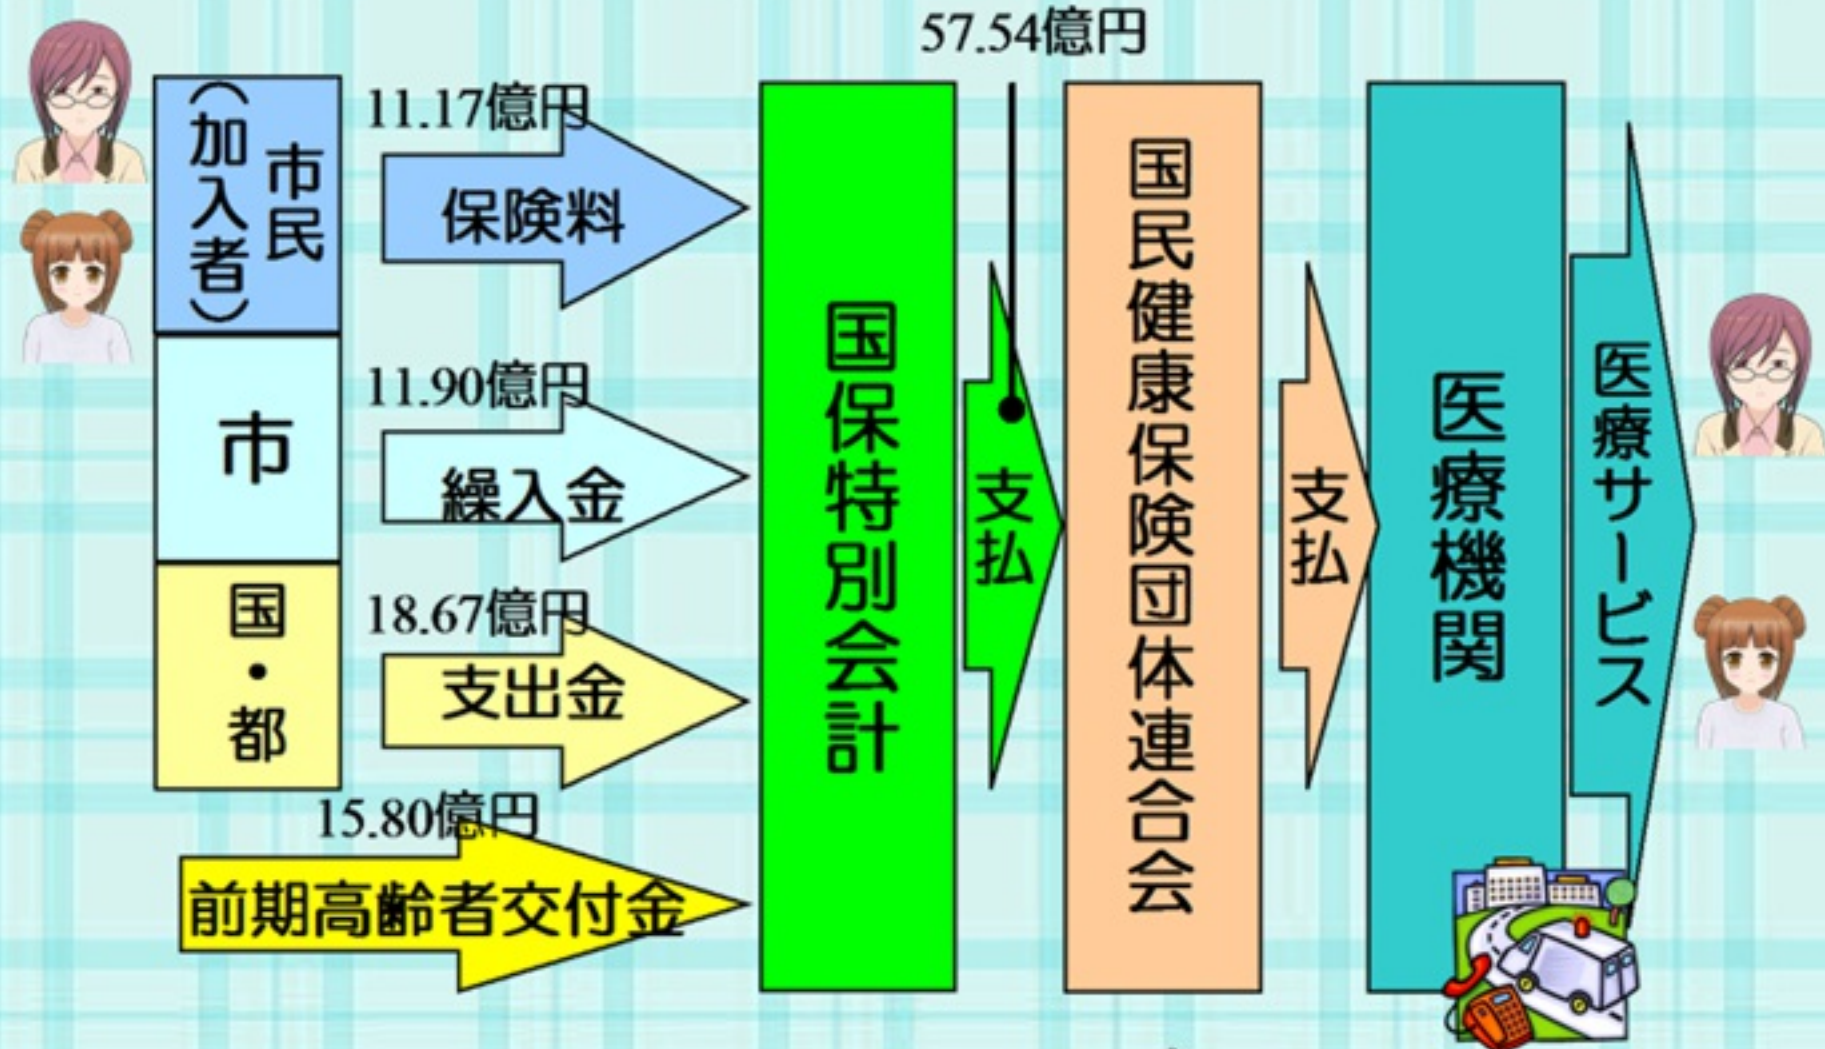 57.54億円
市民
（加入者）
11.17億円
保険料
市
11.90億円
繰入金
国・都
18.67億円
支出金
15.80億円
前期高齢者交付金
国保特別会計
支払
国民健康保険団体連合会
支払
医療機関
医療サービス